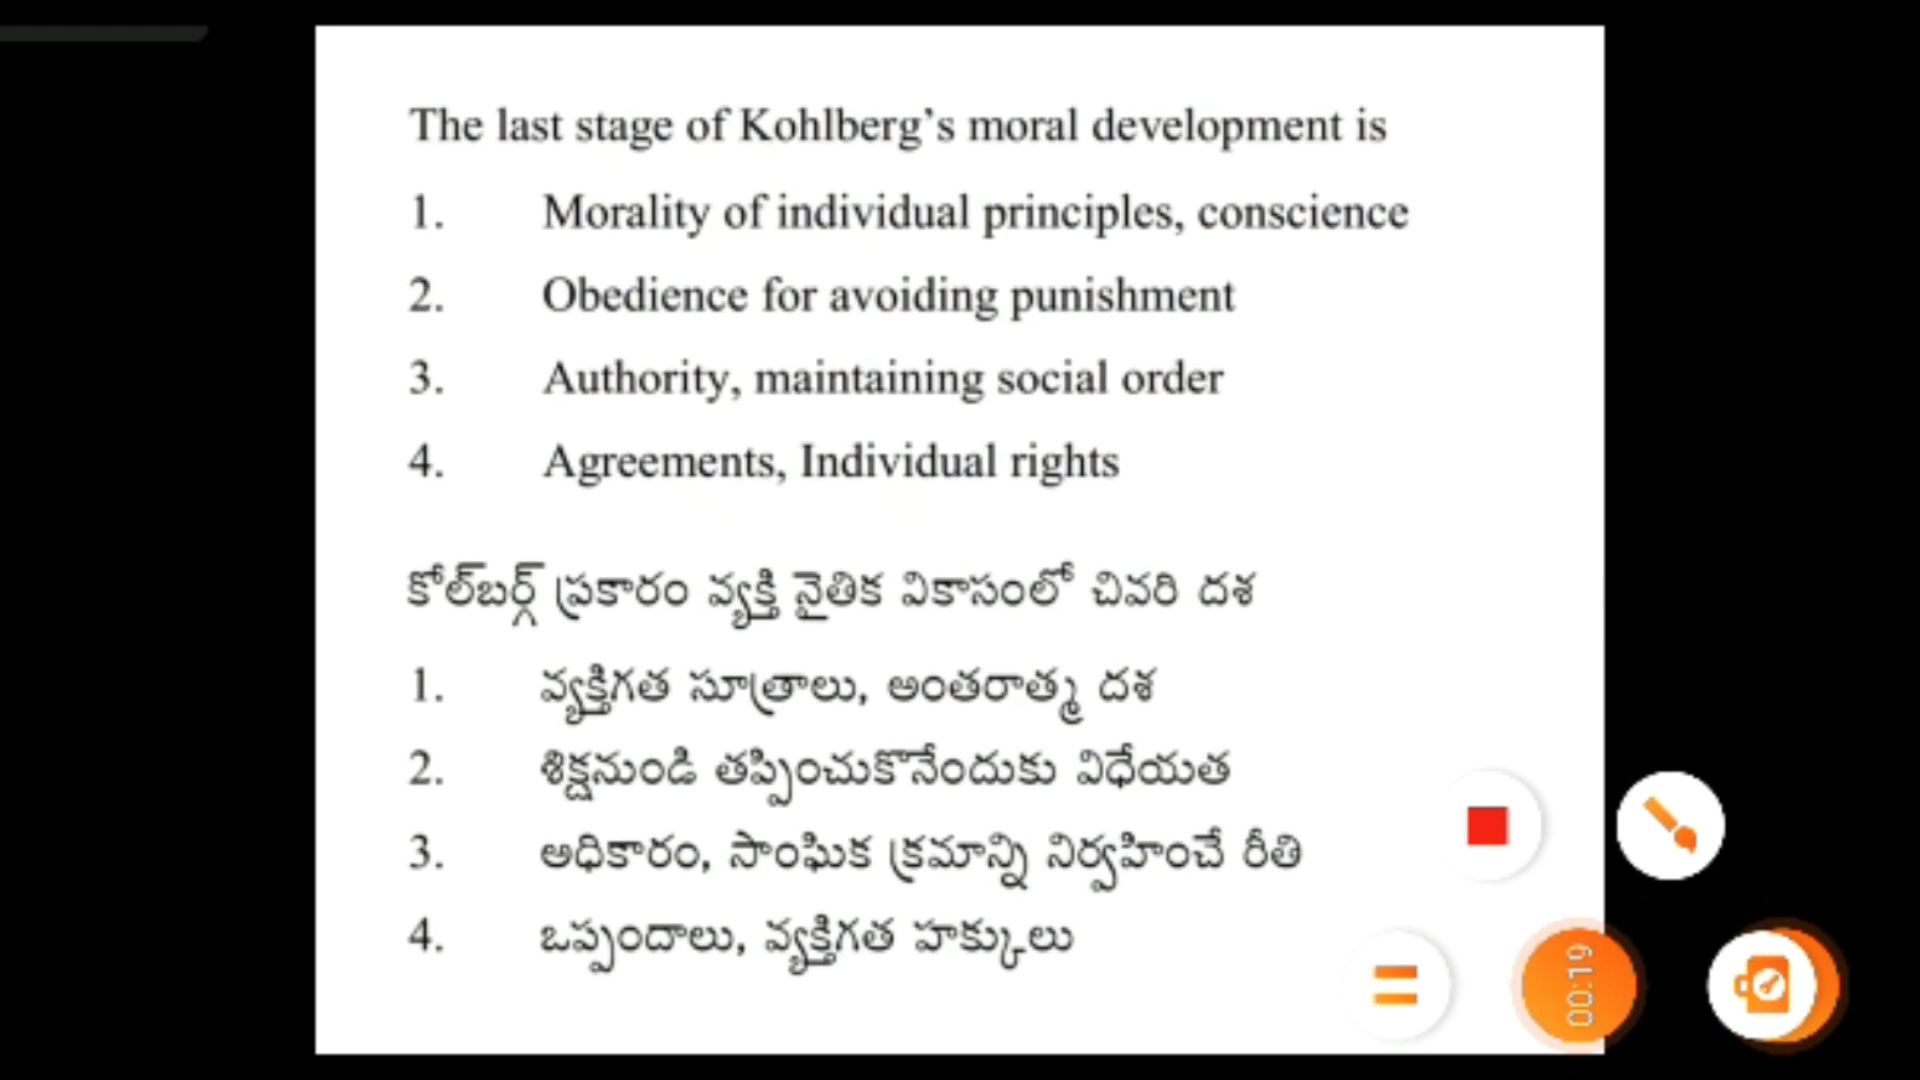 The last stage of Kohlberg's moral development is
1. Morality of individual principles, conscience
2. Obedience for avoiding punishment
3. Authority, maintaining social order
4. Agreements, Individual rights
కోల్‌బర్గ్ ప్రకారం వ్యక్తి నైతిక వికాసంలో చివరి దశ
1. వ్యక్తిగత సూత్రాలు, అంతరాత్మ దశ
2. శిక్షనుండి తప్పించుకొనేందుకు విధేయత
3. అధికారం, సాంఘిక క్రమాన్ని నిర్వహించే రీతి
4. ఒప్పందాలు, వ్యక్తిగత హక్కులు
00:19